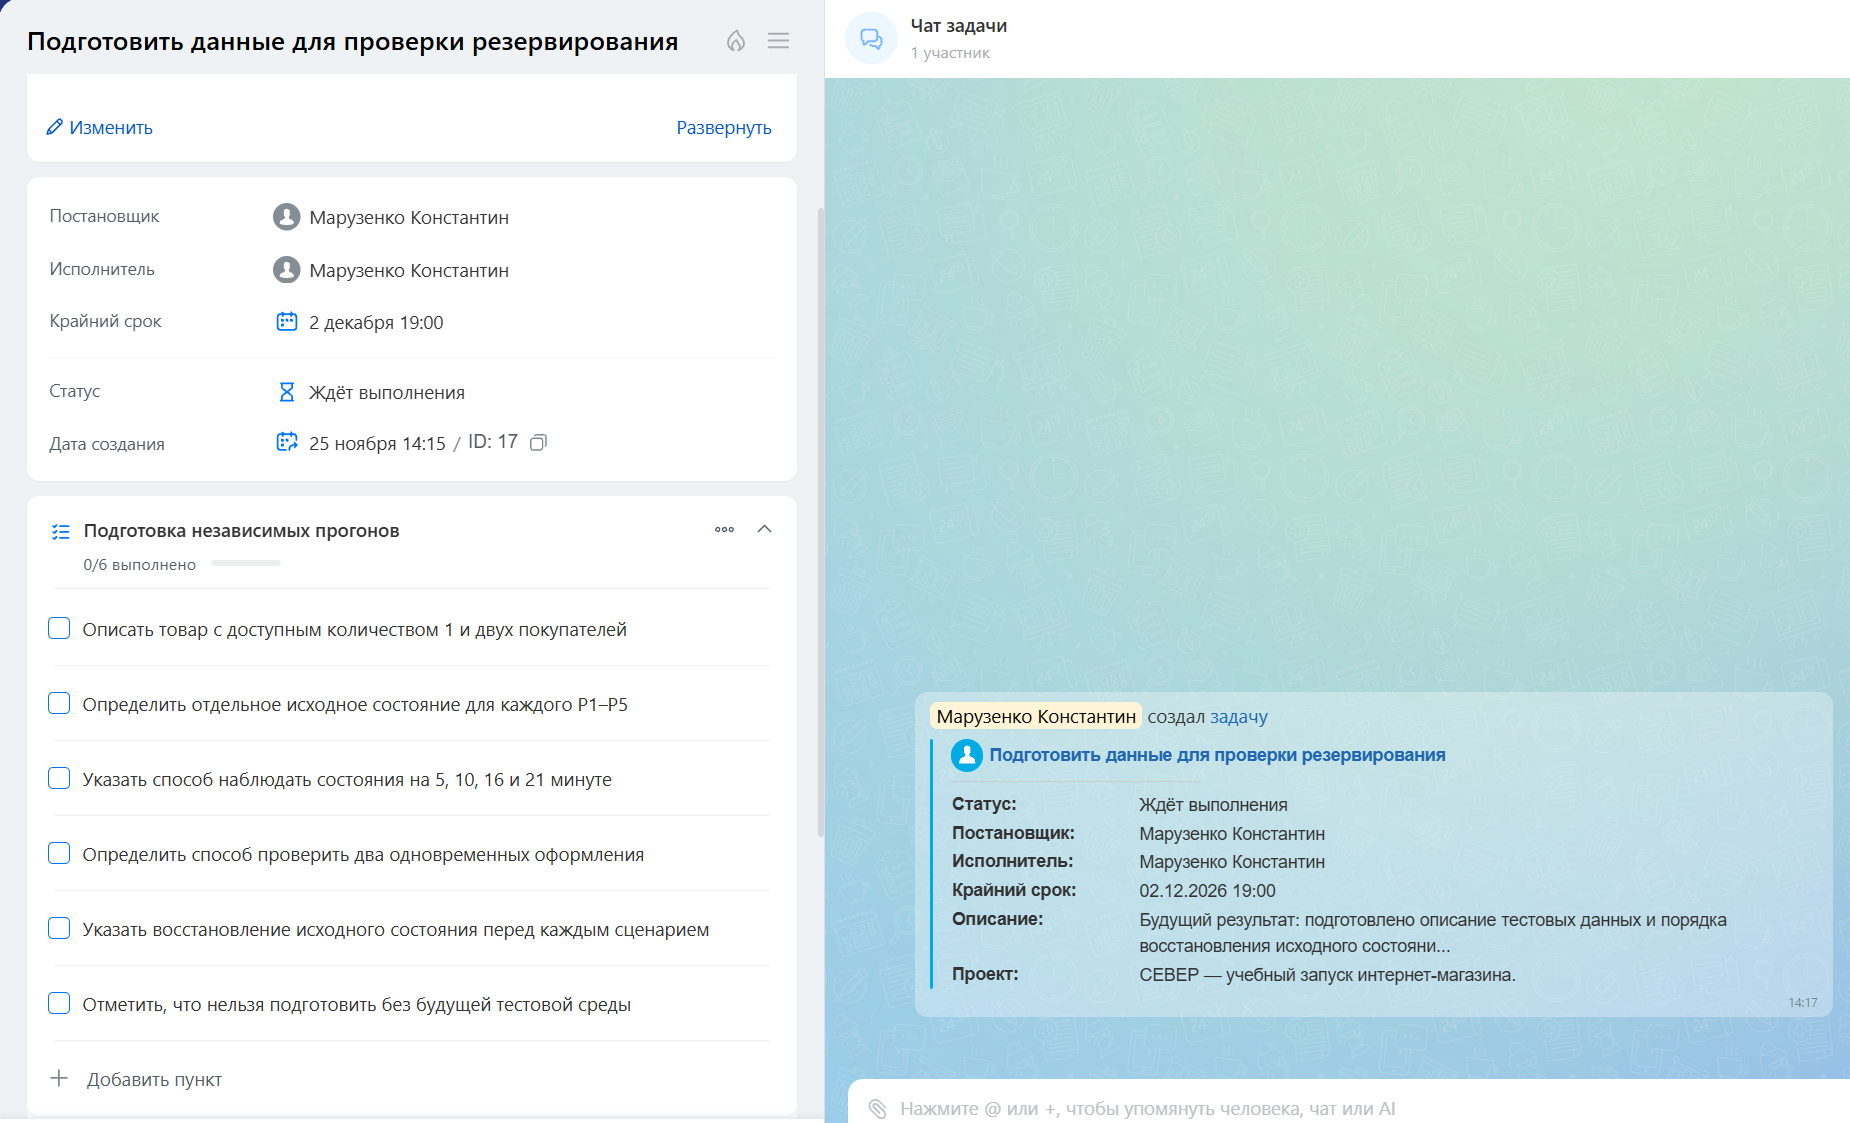 Подготовить данные для проверки резервирования
Изменить
Развернуть
Постановщик
Марузенко Константин
Исполнитель
Марузенко Константин
Крайний срок
2 декабря 19:00
Статус
Ждёт выполнения
Дата создания
25 ноября 14:15 / ID: 17
Подготовка независимых прогонов
0/6 выполнено
Описать товар с доступным количеством 1 и двух покупателей
Определить отдельное исходное состояние для каждого P1–P5
Указать способ наблюдать состояния на 5, 10, 16 и 21 минуте
Определить способ проверить два одновременных оформления
Указать восстановление исходного состояния перед каждым сценарием
Отметить, что нельзя подготовить без будущей тестовой среды
Добавить пункт
Чат задачи
1 участник
Марузенко Константин создал задачу
Подготовить данные для проверки резервирования
Статус: Ждёт выполнения
Постановщик: Марузенко Константин
Исполнитель: Марузенко Константин
Крайний срок: 02.12.2026 19:00
Описание: Будущий результат: подготовлено описание тестовых данных и порядка
восстановления исходного состояни...
Проект: СЕВЕР — учебный запуск интернет-магазина.
14:17
Нажмите @ или +, чтобы упомянуть человека, чат или AI